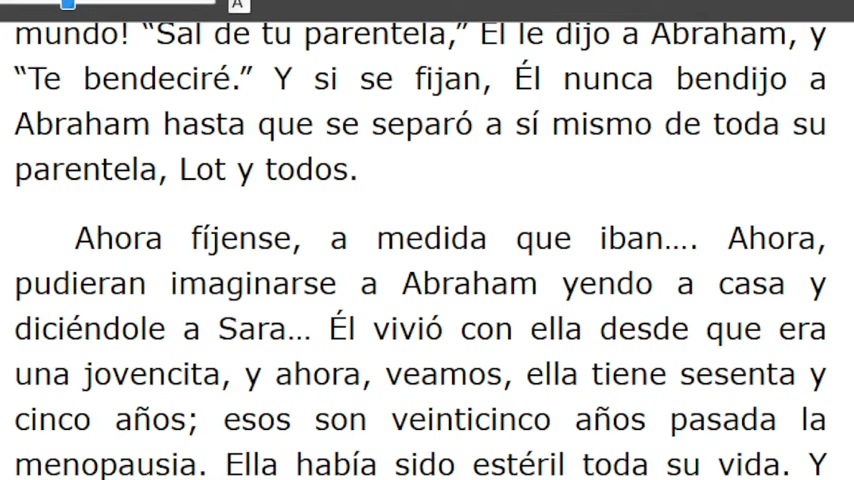 A
mundo! “Sal de tu parentela,” Él le dijo a Abraham, y
“Te bendeciré.” Y si se fijan, Él nunca bendijo a
Abraham hasta que se separó a sí mismo de toda su
parentela, Lot y todos.
Ahora fíjense, a medida que iban…. Ahora,
pudieran imaginarse a Abraham yendo a casa y
diciéndole a Sara… Él vivió con ella desde que era
una jovencita, y ahora, veamos, ella tiene sesenta y
cinco años; esos son veinticinco años pasada la
menopausia. Ella había sido estéril toda su vida. Y